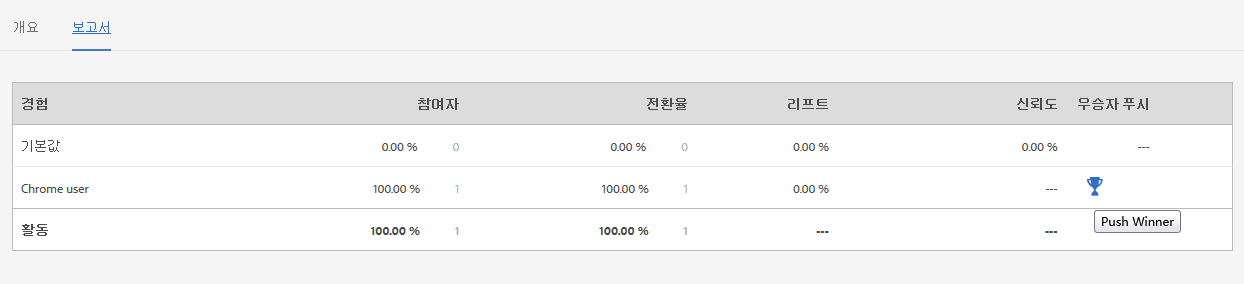 개요 보고서
경험 참여자 전환율 리프트 신뢰도 우승자 푸시
기본값 0.00 % 0 0.00 % 0 0.00 % 0.00 % ---
Chrome user 100.00 % 1 100.00 % 1 0.00 % ---
활동 100.00 % 1 100.00 % 1 --- ---
Push Winner